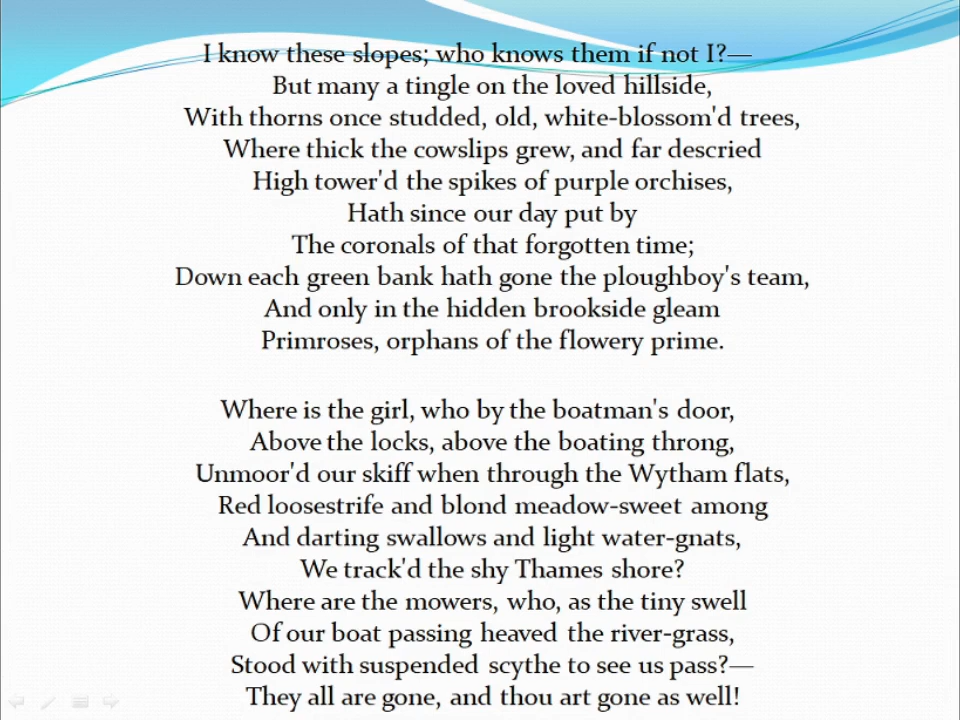 I know these slopes; who knows them if not I?—
But many a tingle on the loved hillside,
With thorns once studded, old, white-blossom'd trees,
Where thick the cowslips grew, and far descried
High tower'd the spikes of purple orchises,
Hath since our day put by
The coronals of that forgotten time;
Down each green bank hath gone the ploughboy's team,
And only in the hidden brookside gleam
Primroses, orphans of the flowery prime.

Where is the girl, who by the boatman's door,
Above the locks, above the boating throng,
Unmoor'd our skiff when through the Wytham flats,
Red loosestrife and blond meadow-sweet among
And darting swallows and light water-gnats,
We track'd the shy Thames shore?
Where are the mowers, who, as the tiny swell
Of our boat passing heaved the river-grass,
Stood with suspended scythe to see us pass?—
They all are gone, and thou art gone as well!